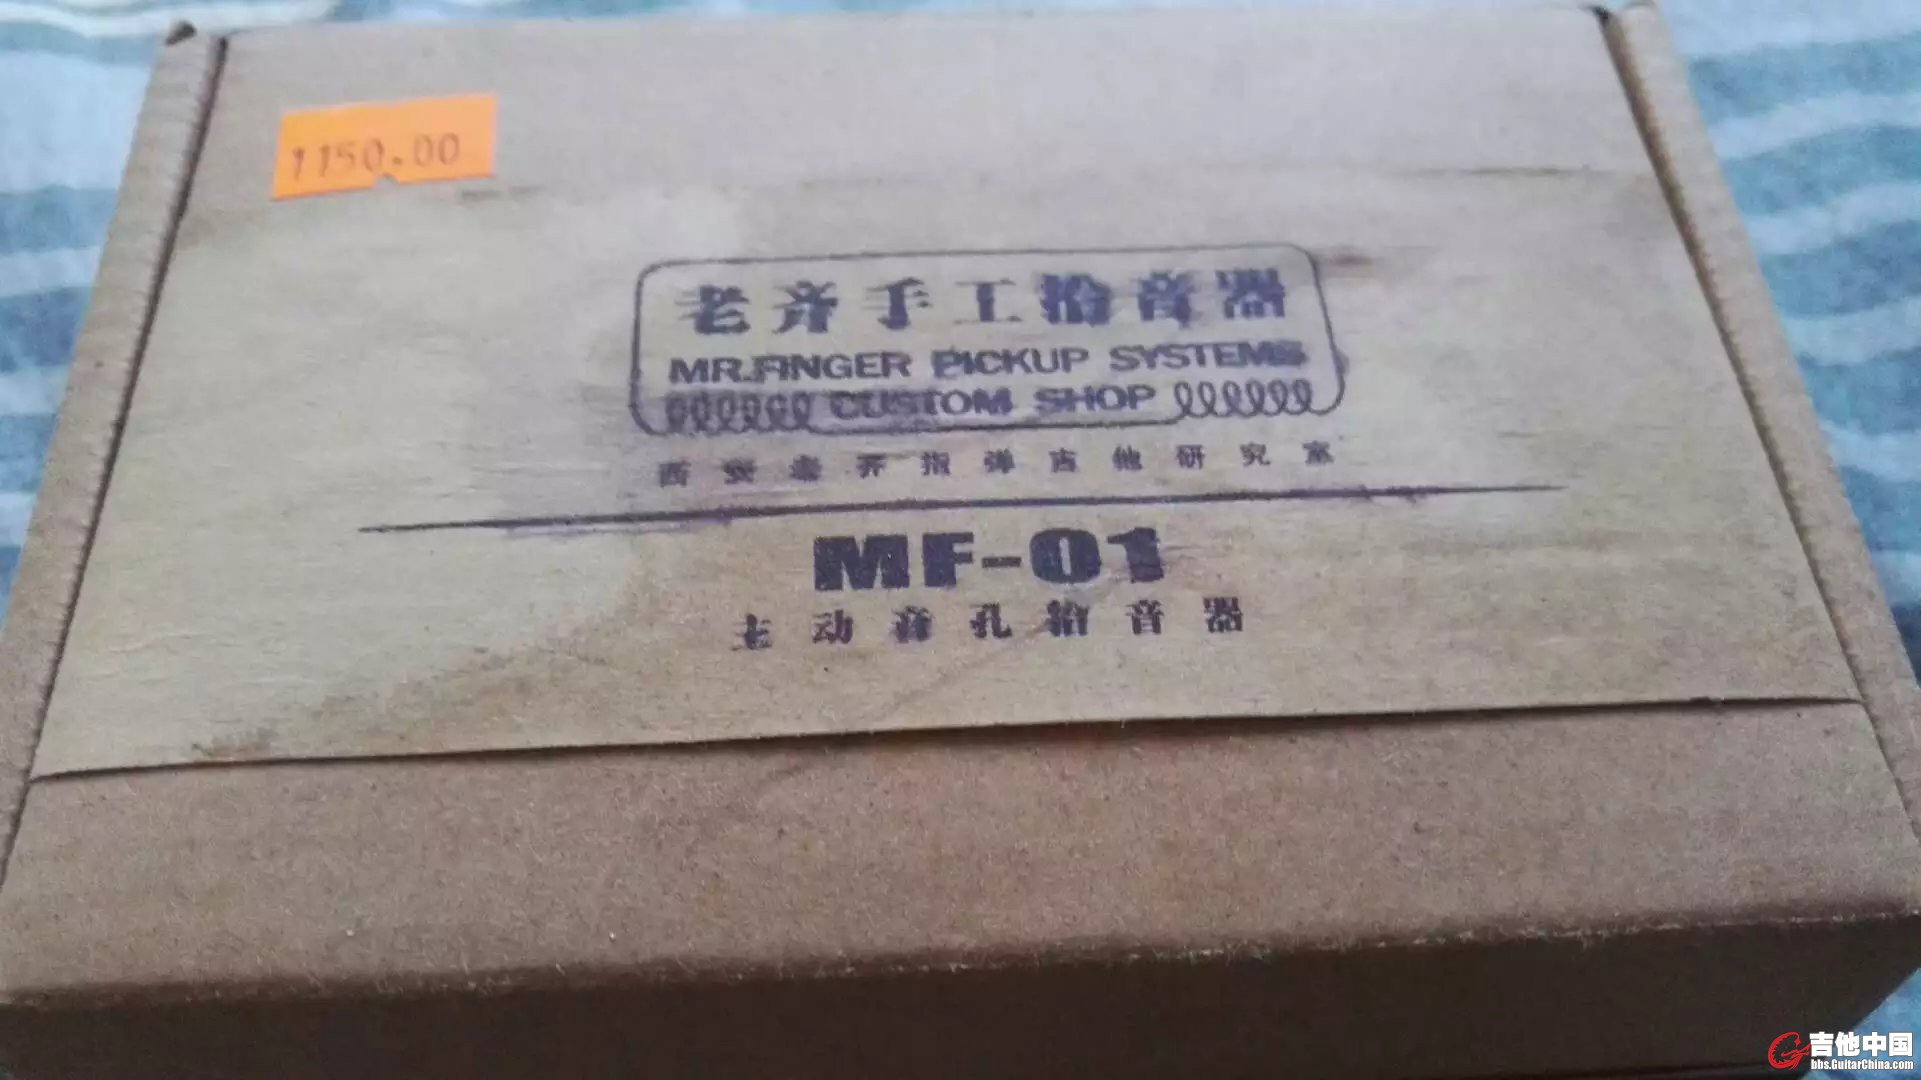 1150.00
老齐手工拾音器
MR.FINGER PICKUP SYSTEMS
CUSTOM SHOP
西安老齐指弹吉他研究室
MF-01
主动音孔拾音器
吉他中国
bbs.GuitarChina.com